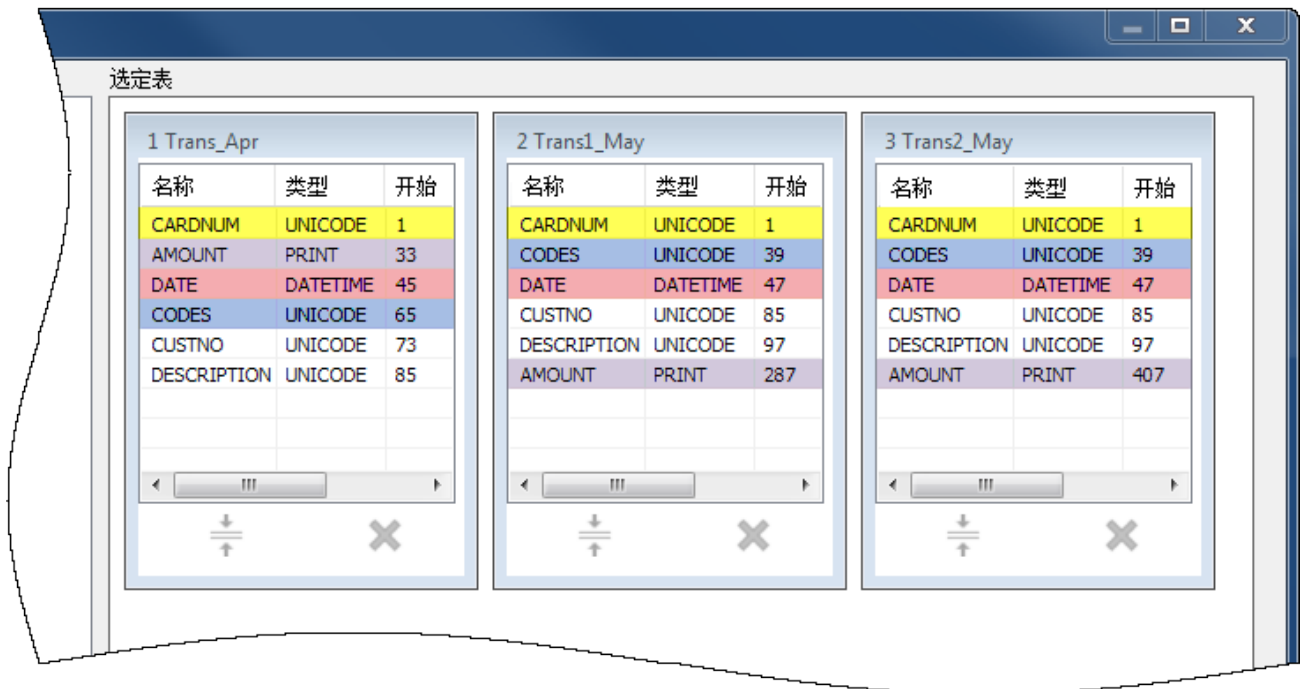 选定表
1 Trans_Apr
名称 类型 开始
CARDNUM UNICODE 1
AMOUNT PRINT 33
DATE DATETIME 45
CODES UNICODE 65
CUSTNO UNICODE 73
DESCRIPTION UNICODE 85
2 Trans1_May
名称 类型 开始
CARDNUM UNICODE 1
CODES UNICODE 39
DATE DATETIME 47
CUSTNO UNICODE 85
DESCRIPTION UNICODE 97
AMOUNT PRINT 287
3 Trans2_May
名称 类型 开始
CARDNUM UNICODE 1
CODES UNICODE 39
DATE DATETIME 47
CUSTNO UNICODE 85
DESCRIPTION UNICODE 97
AMOUNT PRINT 407